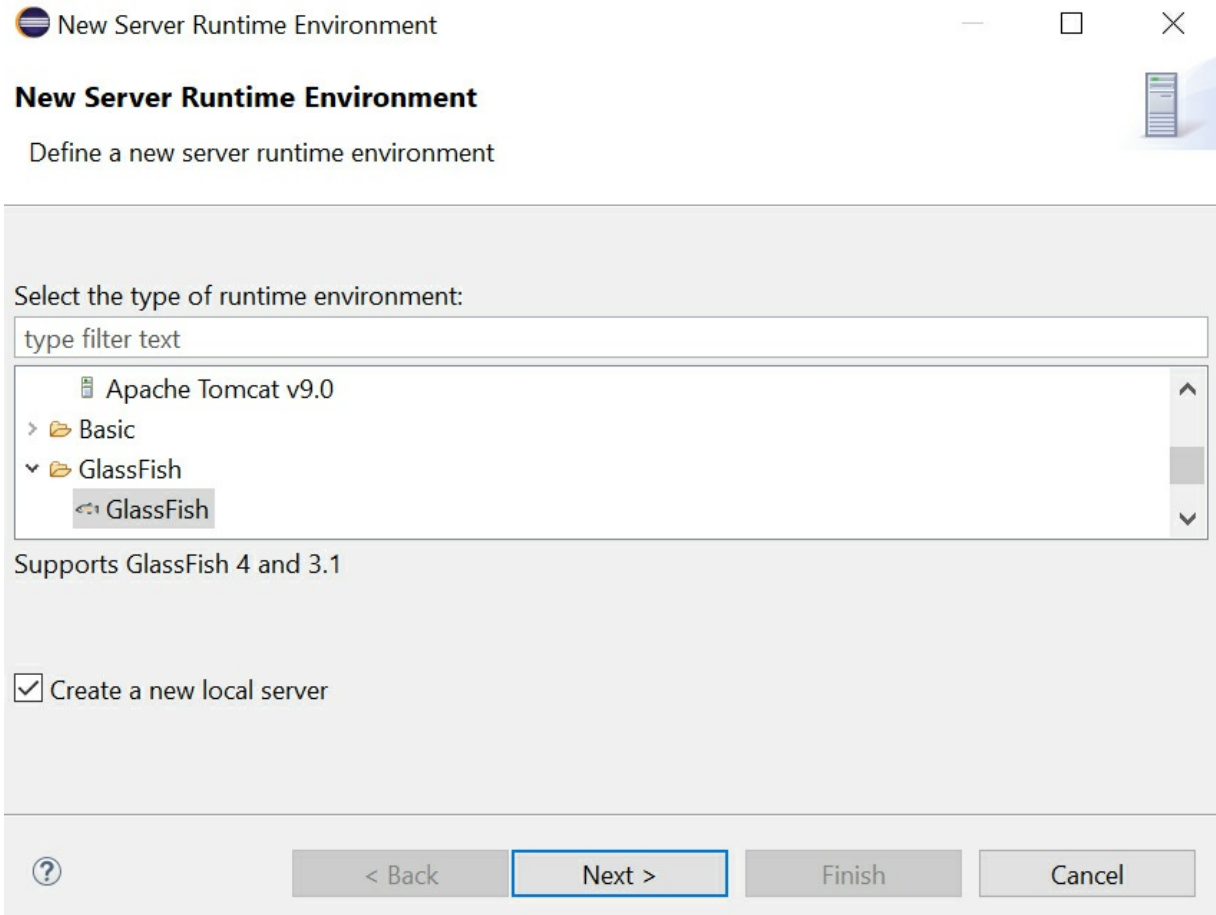 New Server Runtime Environment
New Server Runtime Environment
Define a new server runtime environment
Select the type of runtime environment:
type filter text
Apache Tomcat v9.0
Basic
GlassFish
GlassFish
Supports GlassFish 4 and 3.1
Create a new local server
? < Back Next > Finish Cancel